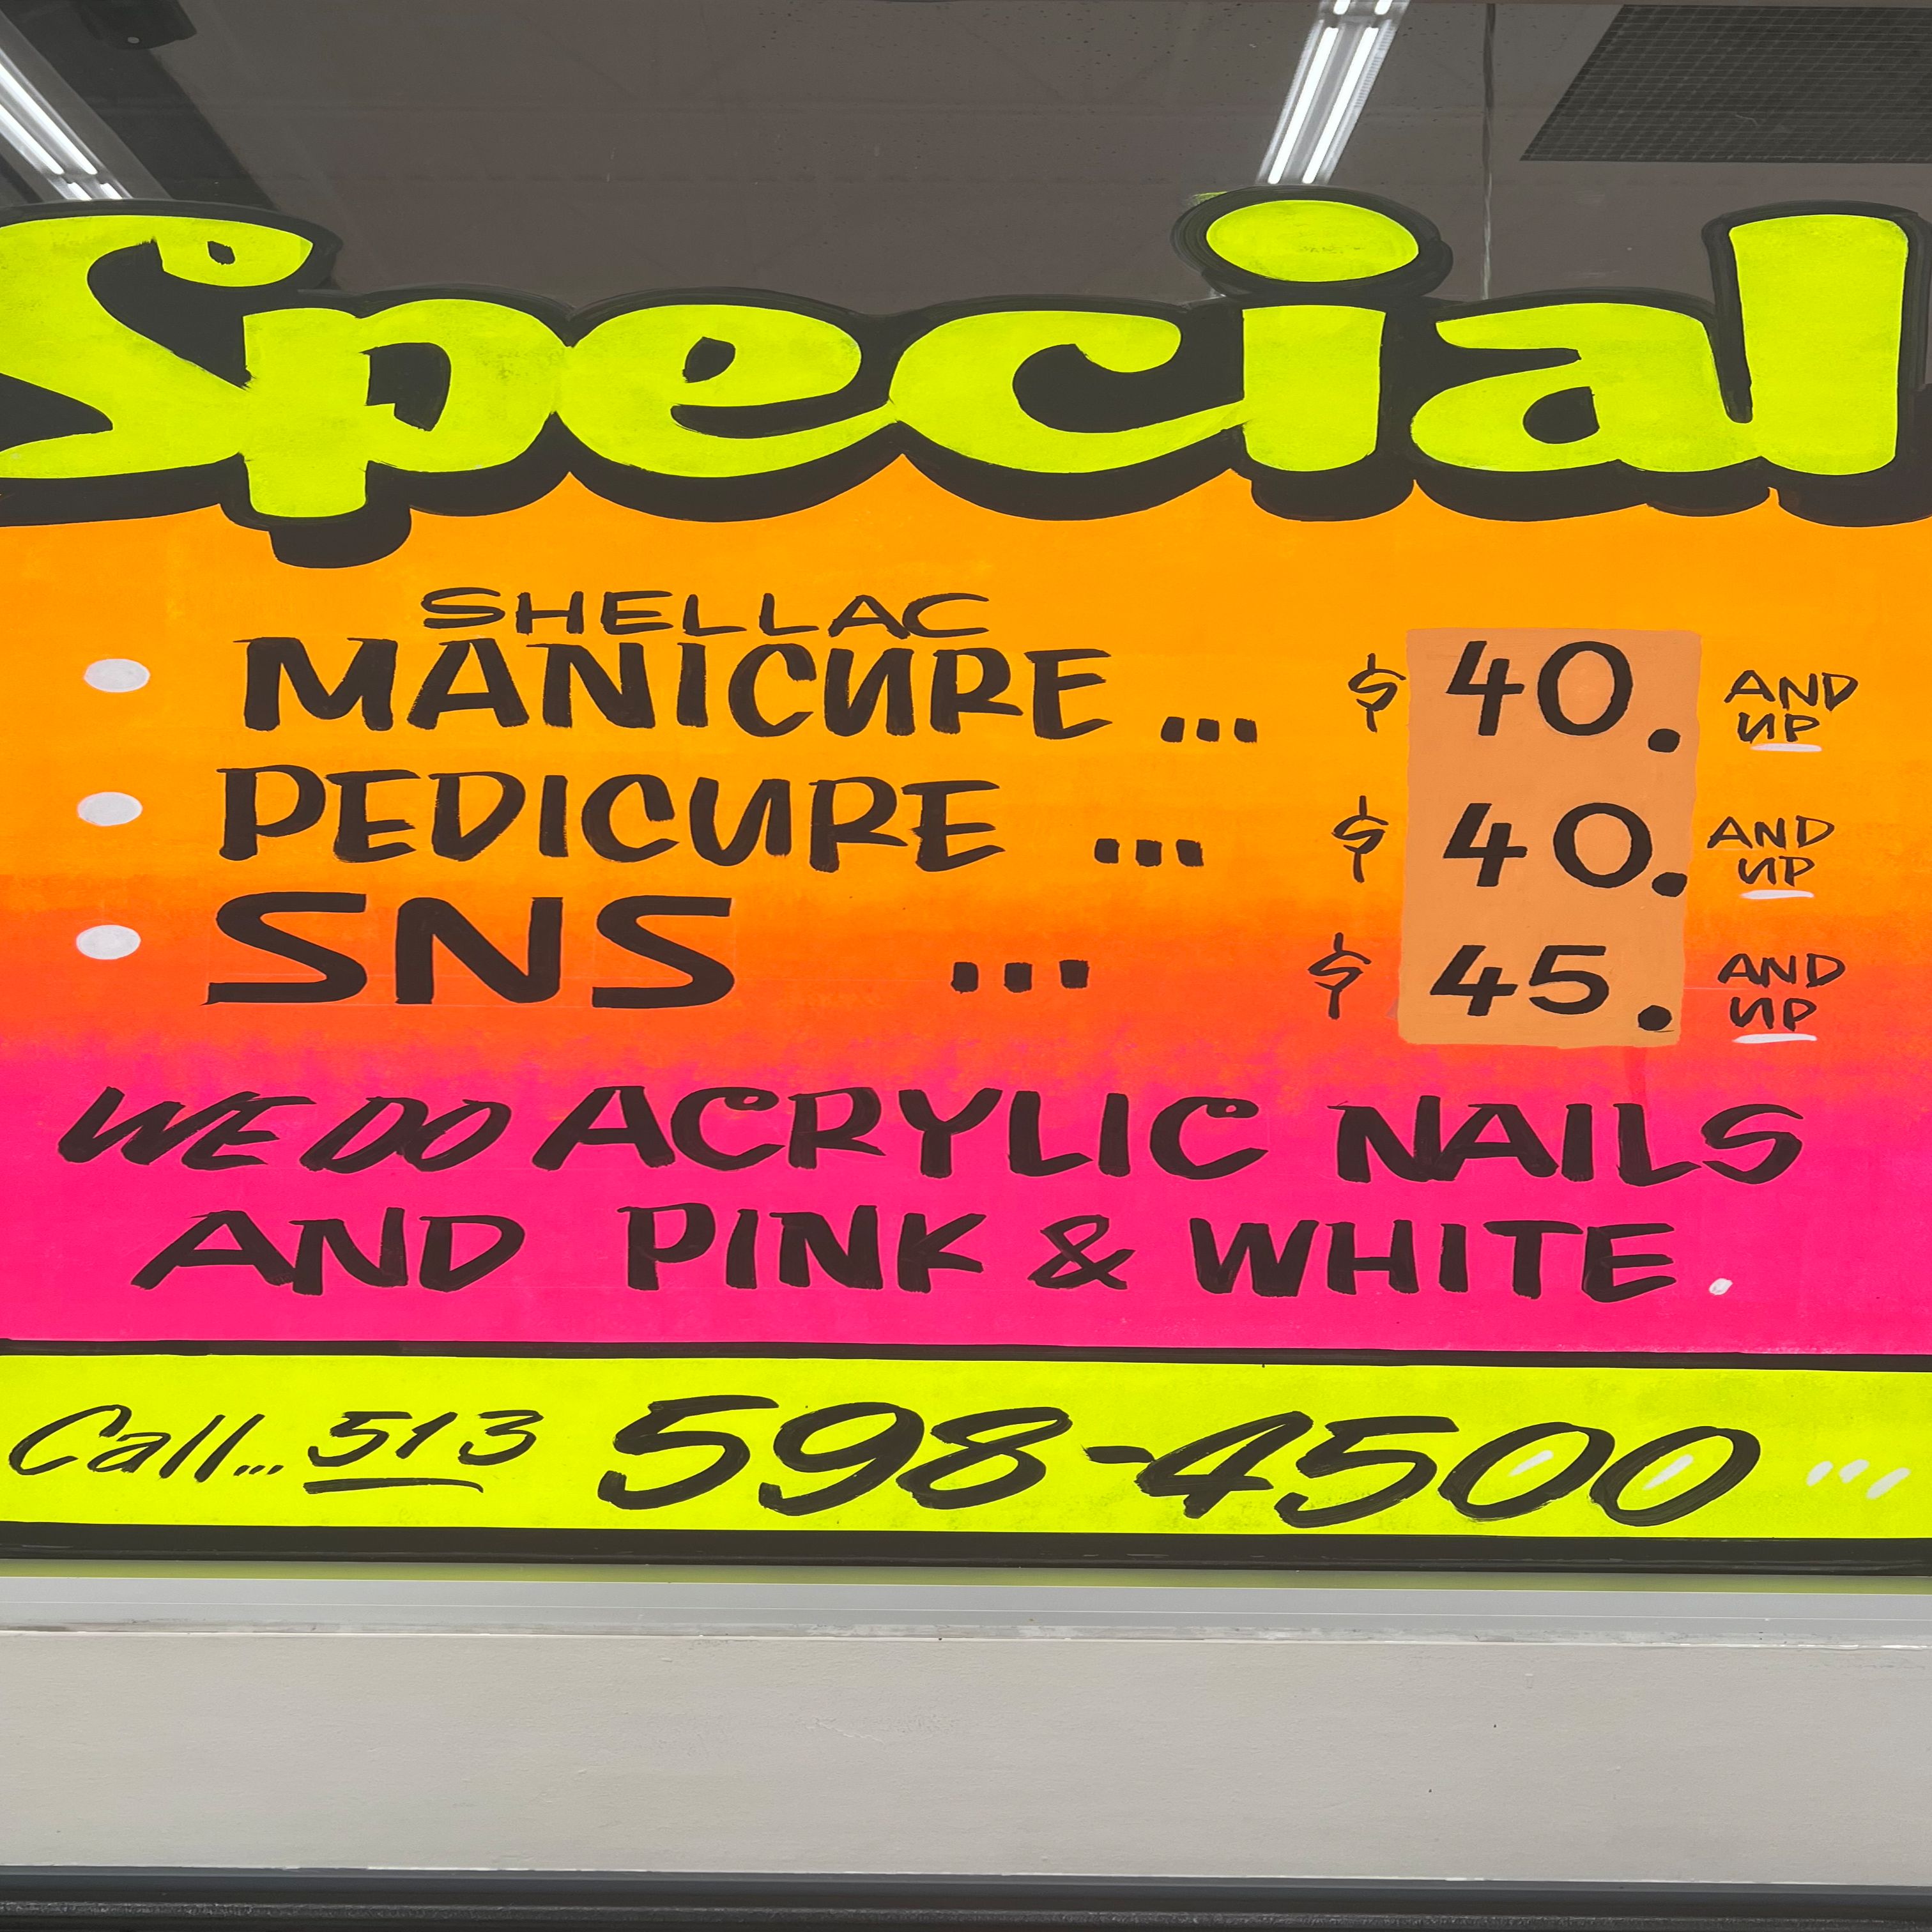 Special
SHELLAC
MANICURE ... $ 40. AND UP
PEDICURE ... $ 40. AND UP
SNS ... $ 45. AND UP
WE DO ACRYLIC NAILS
AND PINK & WHITE.
Call... 513 598-4500 ...